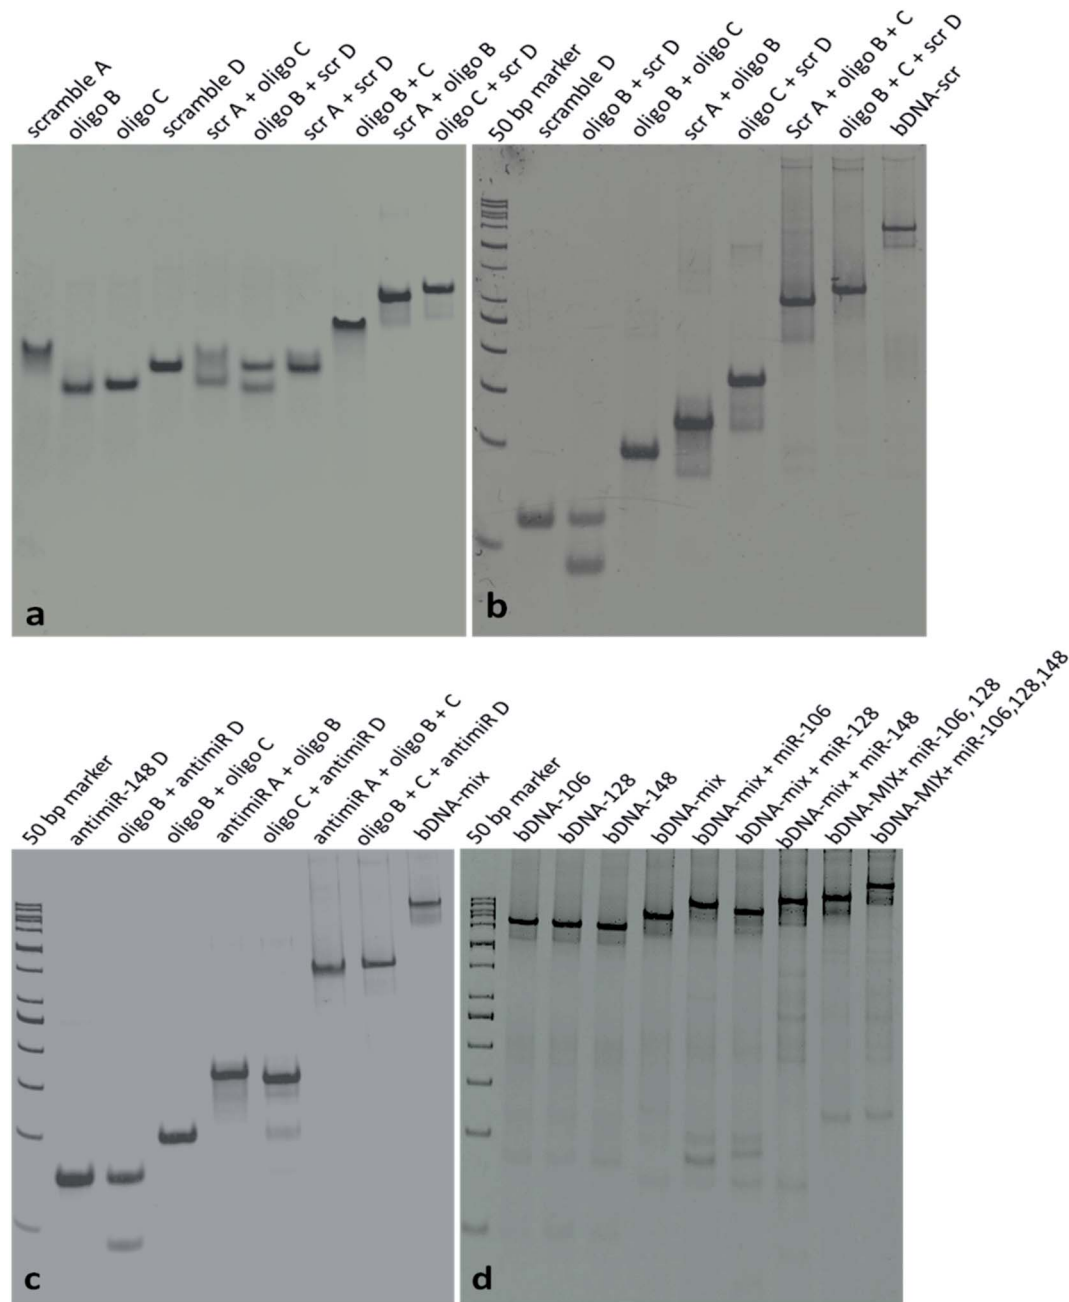 scramble A
oligo B
oligo C
scramble D
scr A + oligo C
oligo B + scr D
scr A + scr D
oligo B + C
scr A + oligo B
oligo C + scr D
a
50 bp marker
scramble D
oligo B + scr D
oligo B + oligo C
scr A + oligo B
oligo C + scr D
Scr A + oligo B + C
oligo B + C + scr D
bDNA-scr
b
50 bp marker
antimiR-148 D
oligo B + antimiR D
oligo B + oligo C
antimiR A + oligo B
oligo C + antimiR D
antimiR A + oligo B + C
oligo B + C + antimiR D
bDNA-mix
c
50 bp marker
bDNA-106
bDNA-128
bDNA-148
bDNA-mix
bDNA-mix + miR-106
bDNA-mix + miR-128
bDNA-mix + miR-148
bDNA-MIX+ miR-106, 128
bDNA-MIX+ miR-106,128,148
d